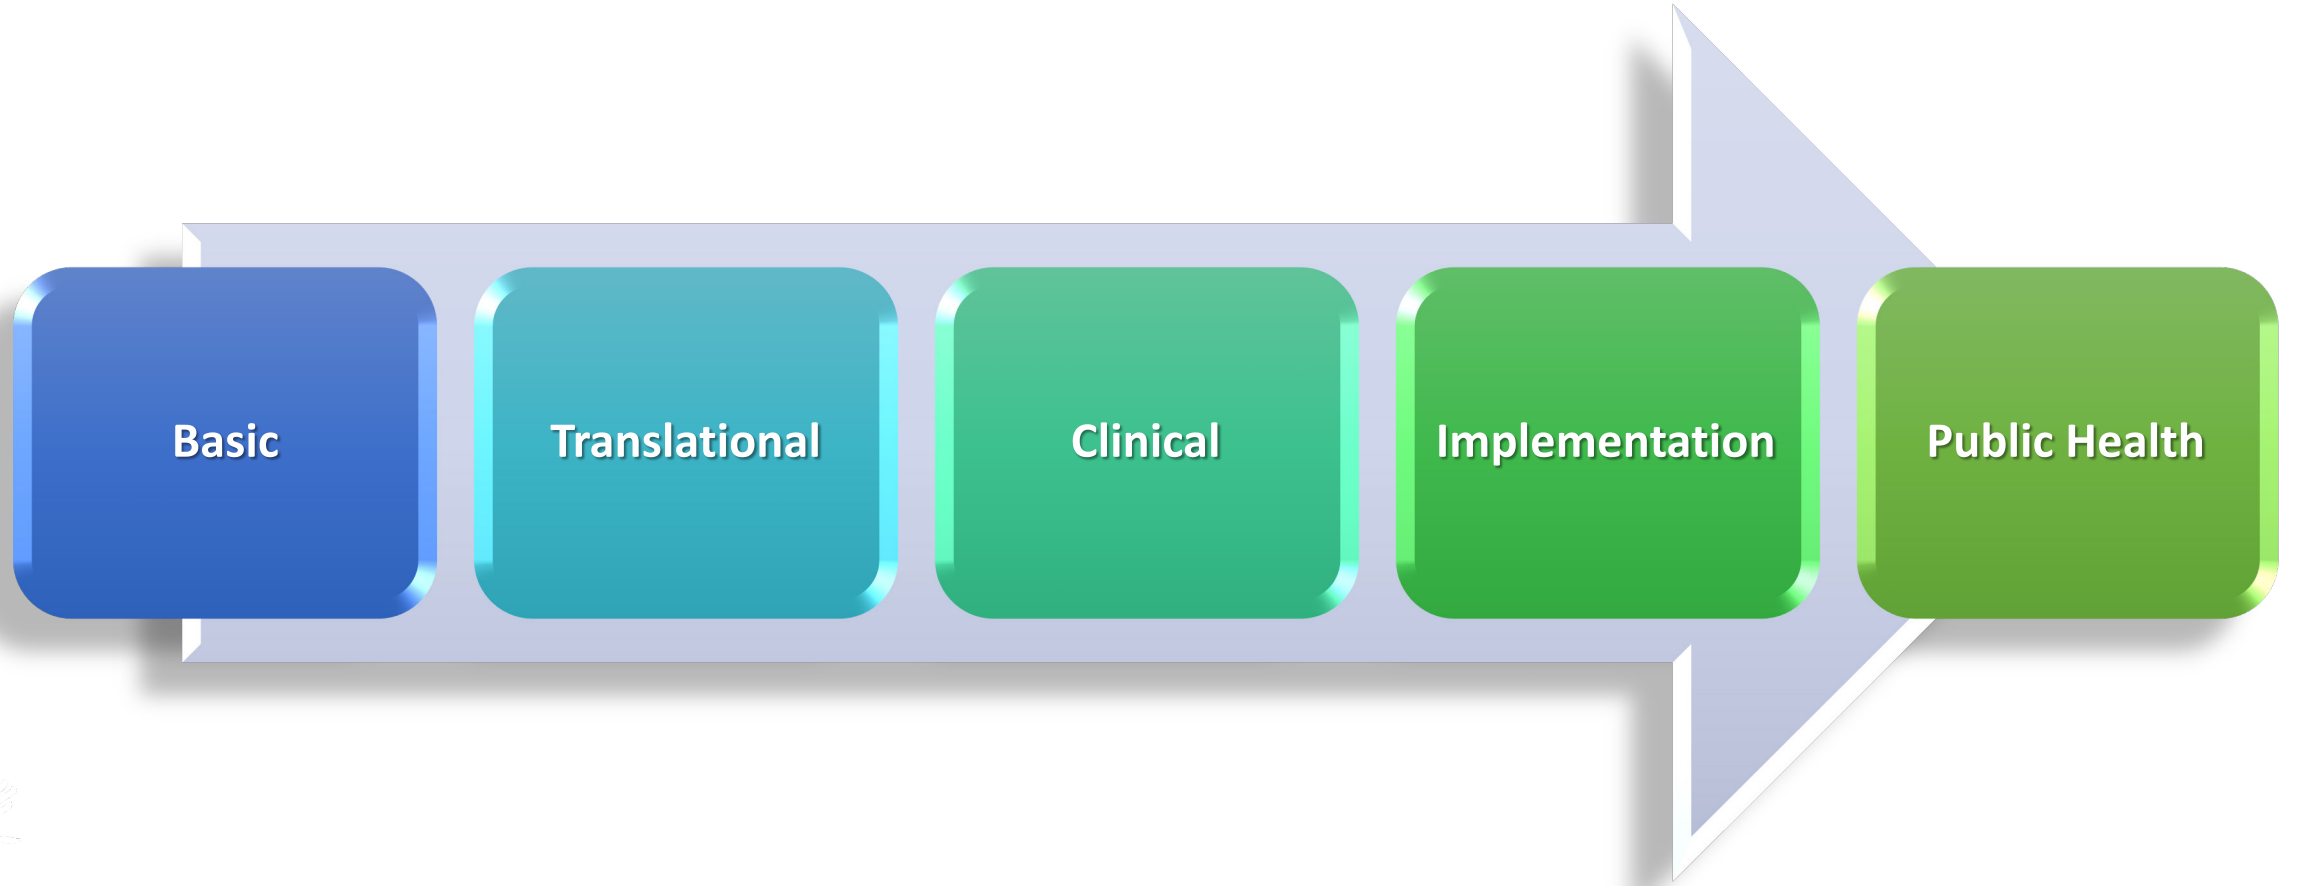 Basic
Translational
Clinical
Implementation
Public Health